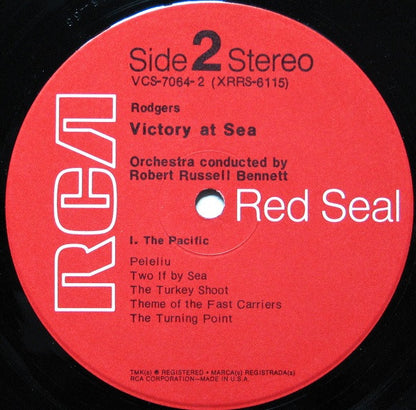 Side 2 Stereo
VCS-7064-2 (XRRS-6115)
Rodgers
Victory at Sea
Orchestra conducted by
Robert Russell Bennett
RCA
Red Seal
I. The Pacific
Peleliu
Two If by Sea
The Turkey Shoot
Theme of the Fast Carriers
The Turning Point
TMK(s) ® REGISTERED • MARCA(s) REGISTRADA(s)
RCA CORPORATION—MADE IN U.S.A.